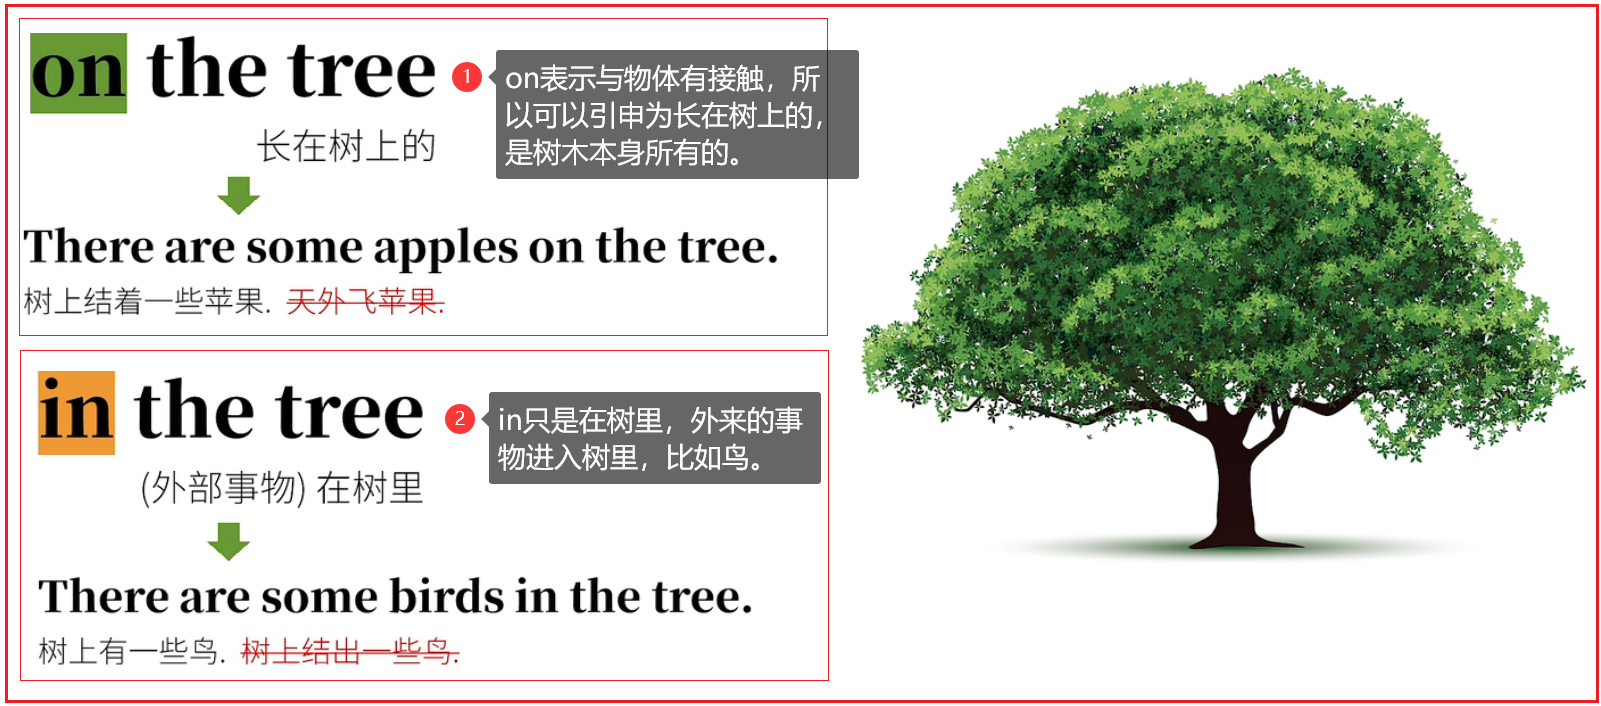 on the tree
1
on表示与物体有接触，所
以可以引申为长在树上的，
是树木本身所有的。
长在树上的
There are some apples on the tree.
树上结着一些苹果. 天外飞苹果.
in the tree
2
in只是在树里，外来的事
物进入树里，比如鸟。
(外部事物) 在树里
There are some birds in the tree.
树上有一些鸟. 树上结出一些鸟.